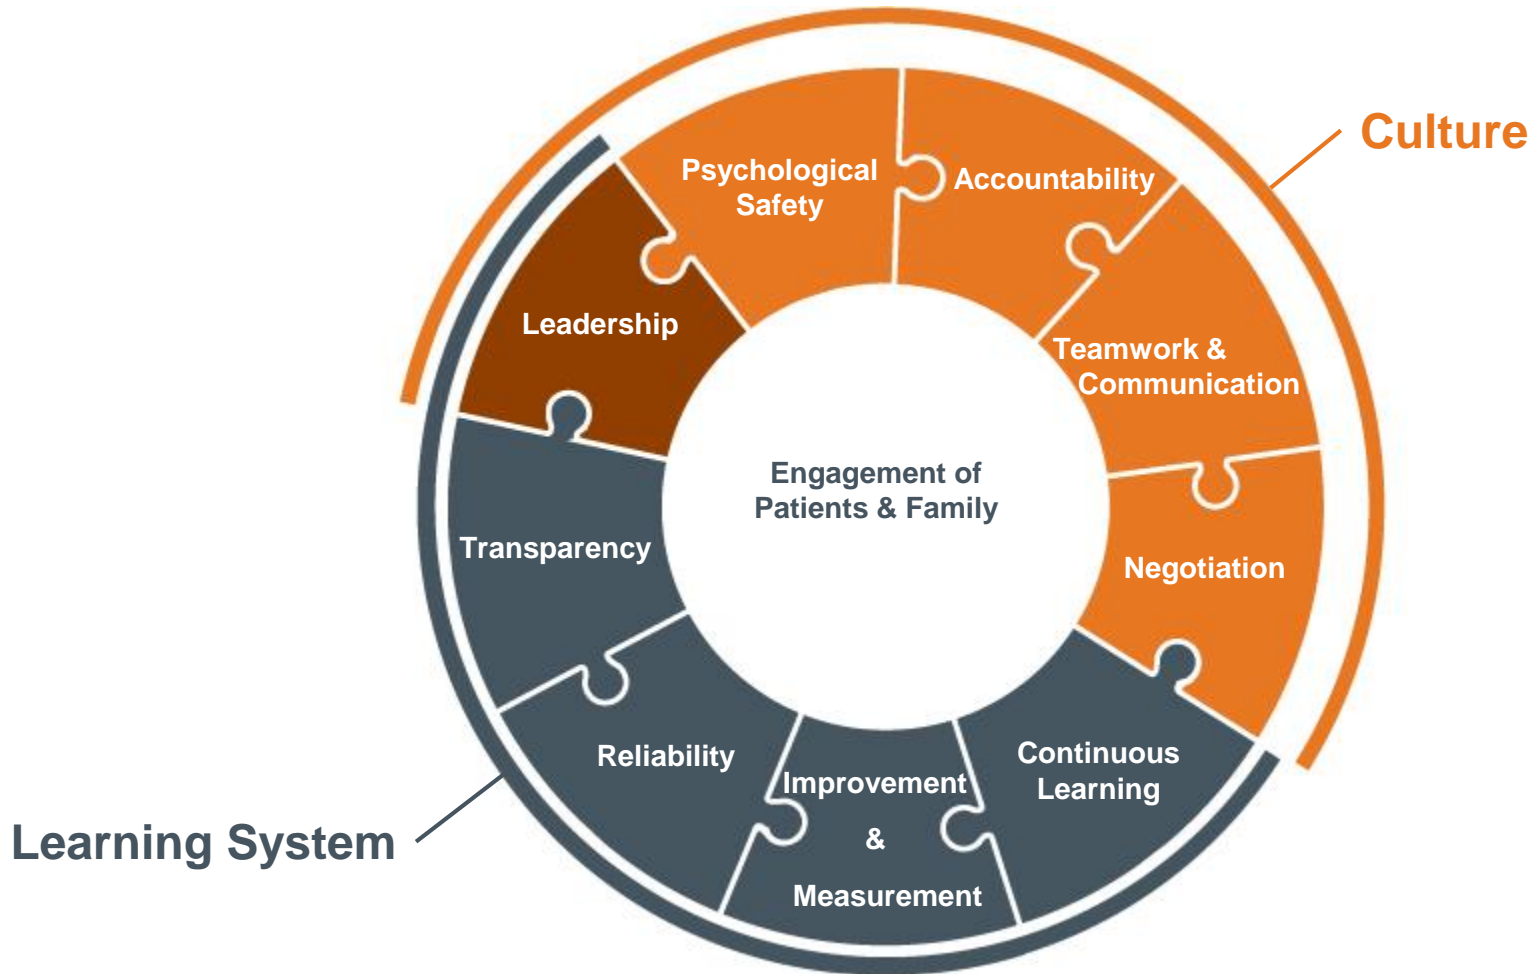 Culture
Psychological
Safety
Accountability
Leadership
Teamwork &
Communication
Engagement of
Patients & Family
Transparency
Negotiation
Reliability
Improvement
&
Measurement
Continuous
Learning
Learning System